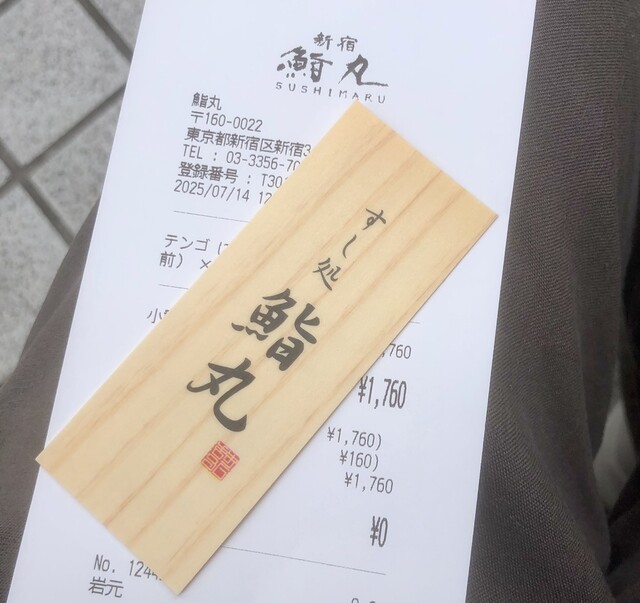 新宿
鮨丸
SUSHIMARU
鮨丸
〒160-0022
東京都新宿区新宿3
TEL : 03-3356-70
登録番号 : T30
2025/07/14 12
テンゴ
前) ×
小
,760
¥1,760
¥1,760)
¥160)
¥1,760
¥0
No. 124
岩元
すし処
鮨丸